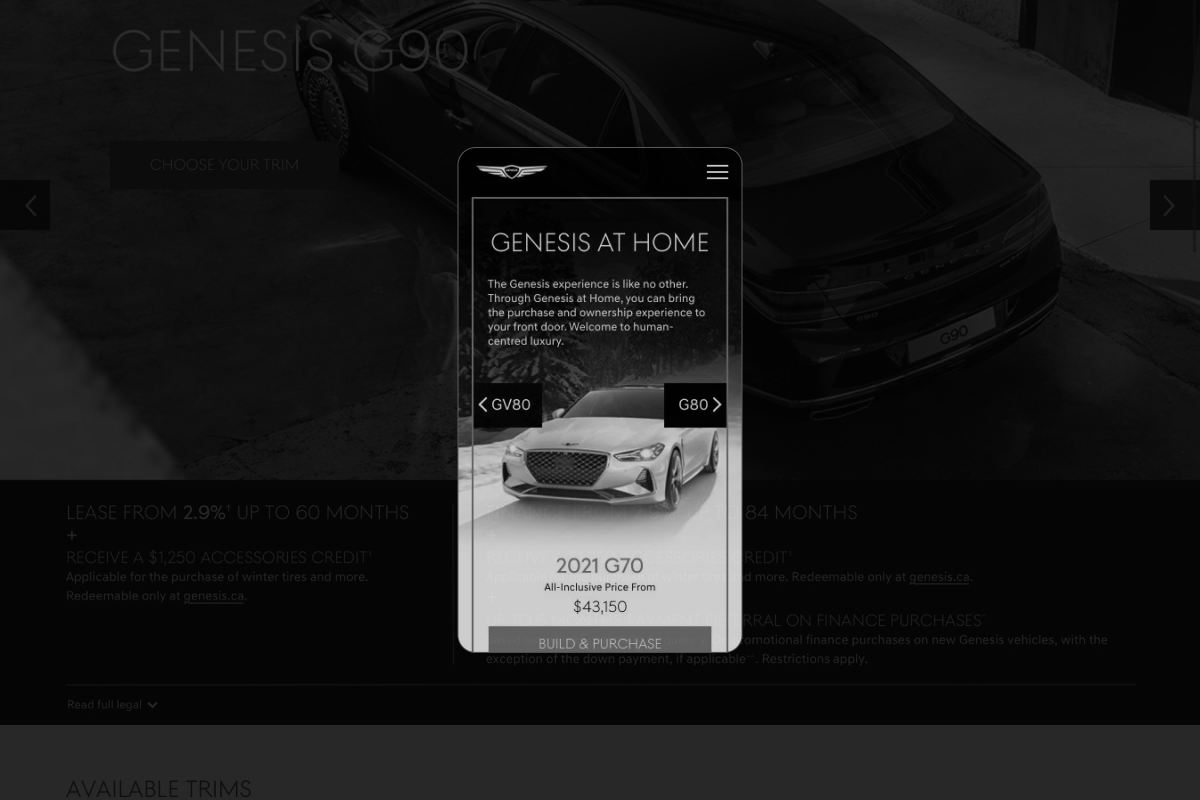 GENESIS G90
CHOOSE YOUR TRIM
G90
GENESIS AT HOME
The Genesis experience is like no other.
Through Genesis at Home, you can bring
the purchase and ownership experience to
your front door. Welcome to human-
centred luxury.
GV80
G80
2021 G70
All-Inclusive Price From
$43,150
BUILD & PURCHASE
LEASE FROM 2.9%† UP TO 60 MONTHS
+
RECEIVE A $1,250 ACCESSORIES CREDIT†
Applicable for the purchase of winter tires and more.
Redeemable only at genesis.ca.
84 MONTHS
and more. Redeemable only at genesis.ca.
ON FINANCE PURCHASES
finance purchases on new Genesis vehicles, with the
exception of the down payment, if applicable. Restrictions apply.
Read full legal
AVAILABLE TRIMS